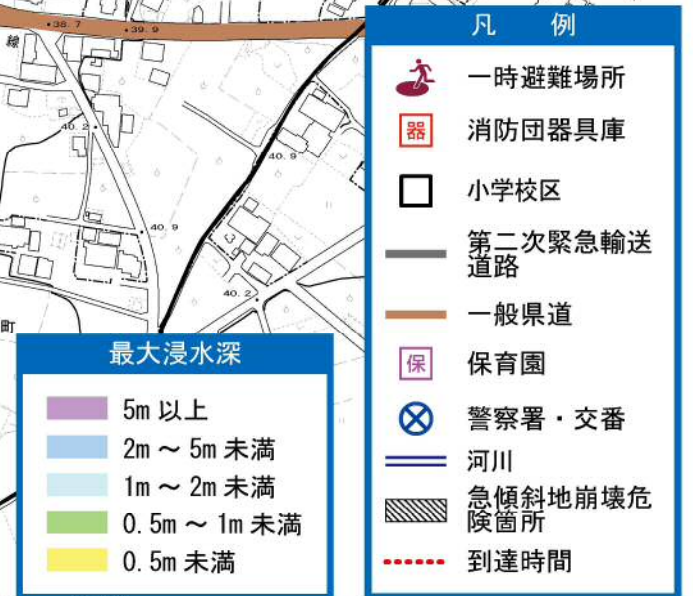 ・38.7
・39.9
線
40.2
40.9
40.9
40.2
町
凡 例
一時避難場所
器 消防団器具庫
小学校区
第二次緊急輸送
道路
一般県道
保 保育園
警察署・交番
河川
急傾斜地崩壊危
険箇所
到達時間
最大浸水深
5m 以上
2m ～ 5m 未満
1m ～ 2m 未満
0.5m ～ 1m 未満
0.5m 未満